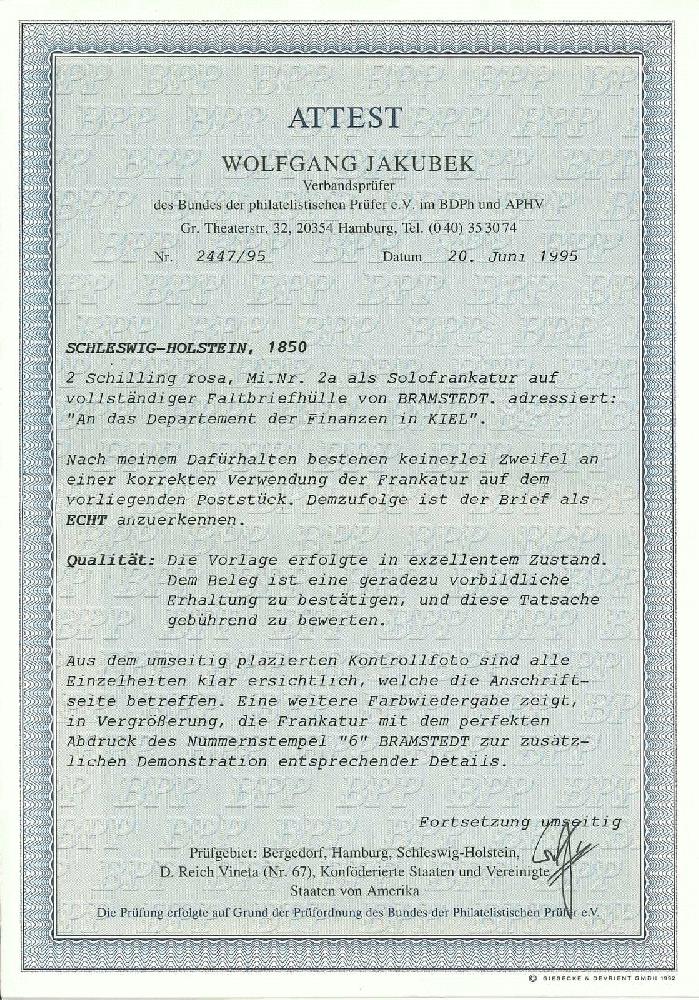 ATTEST
WOLFGANG JAKUBEK
Verbandsprüfer
des Bundes der philatelistischen Prüfer e.V. im BDPh und APHV
Gr. Theaterstr. 32, 20354 Hamburg, Tel. (040) 353074
Nr. 2447/95 Datum 20. Juni 1995
SCHLESWIG-HOLSTEIN, 1850
2 Schilling rosa, Mi.Nr. 2a als Solofrankatur auf
vollständiger Faltbriefhülle von BRAMSTEDT. adressiert:
"An das Departement der Finanzen in KIEL".
Nach meinem Dafürhalten bestehen keinerlei Zweifel an
einer korrekten Verwendung der Frankatur auf dem
vorliegenden Poststück. Demzufolge ist der Brief als
ECHT anzuerkennen.
Qualität: Die Vorlage erfolgte in exzellentem Zustand.
Dem Beleg ist eine geradezu vorbildliche
Erhaltung zu bestätigen, und diese Tatsache
gebührend zu bewerten.
Aus dem umseitig plazierten Kontrollfoto sind alle
Einzelheiten klar ersichtlich, welche die Anschrift-
seite betreffen. Eine weitere Farbwiedergabe zeigt,
in Vergrößerung, die Frankatur mit dem perfekten
Abdruck des Nummernstempel "6" BRAMSTEDT zur zusätz-
lichen Demonstration entsprechender Details.
Fortsetzung umseitig
Prüfgebiet: Bergedorf, Hamburg, Schleswig-Holstein,
D. Reich Vineta (Nr. 67), Konföderierte Staaten und Vereinigte
Staaten von Amerika
Die Prüfung erfolgte auf Grund der Prüfordnung des Bundes der Philatelistischen Prüfer e.V.
© GIESECKE & DEVRIENT GMBH 1992